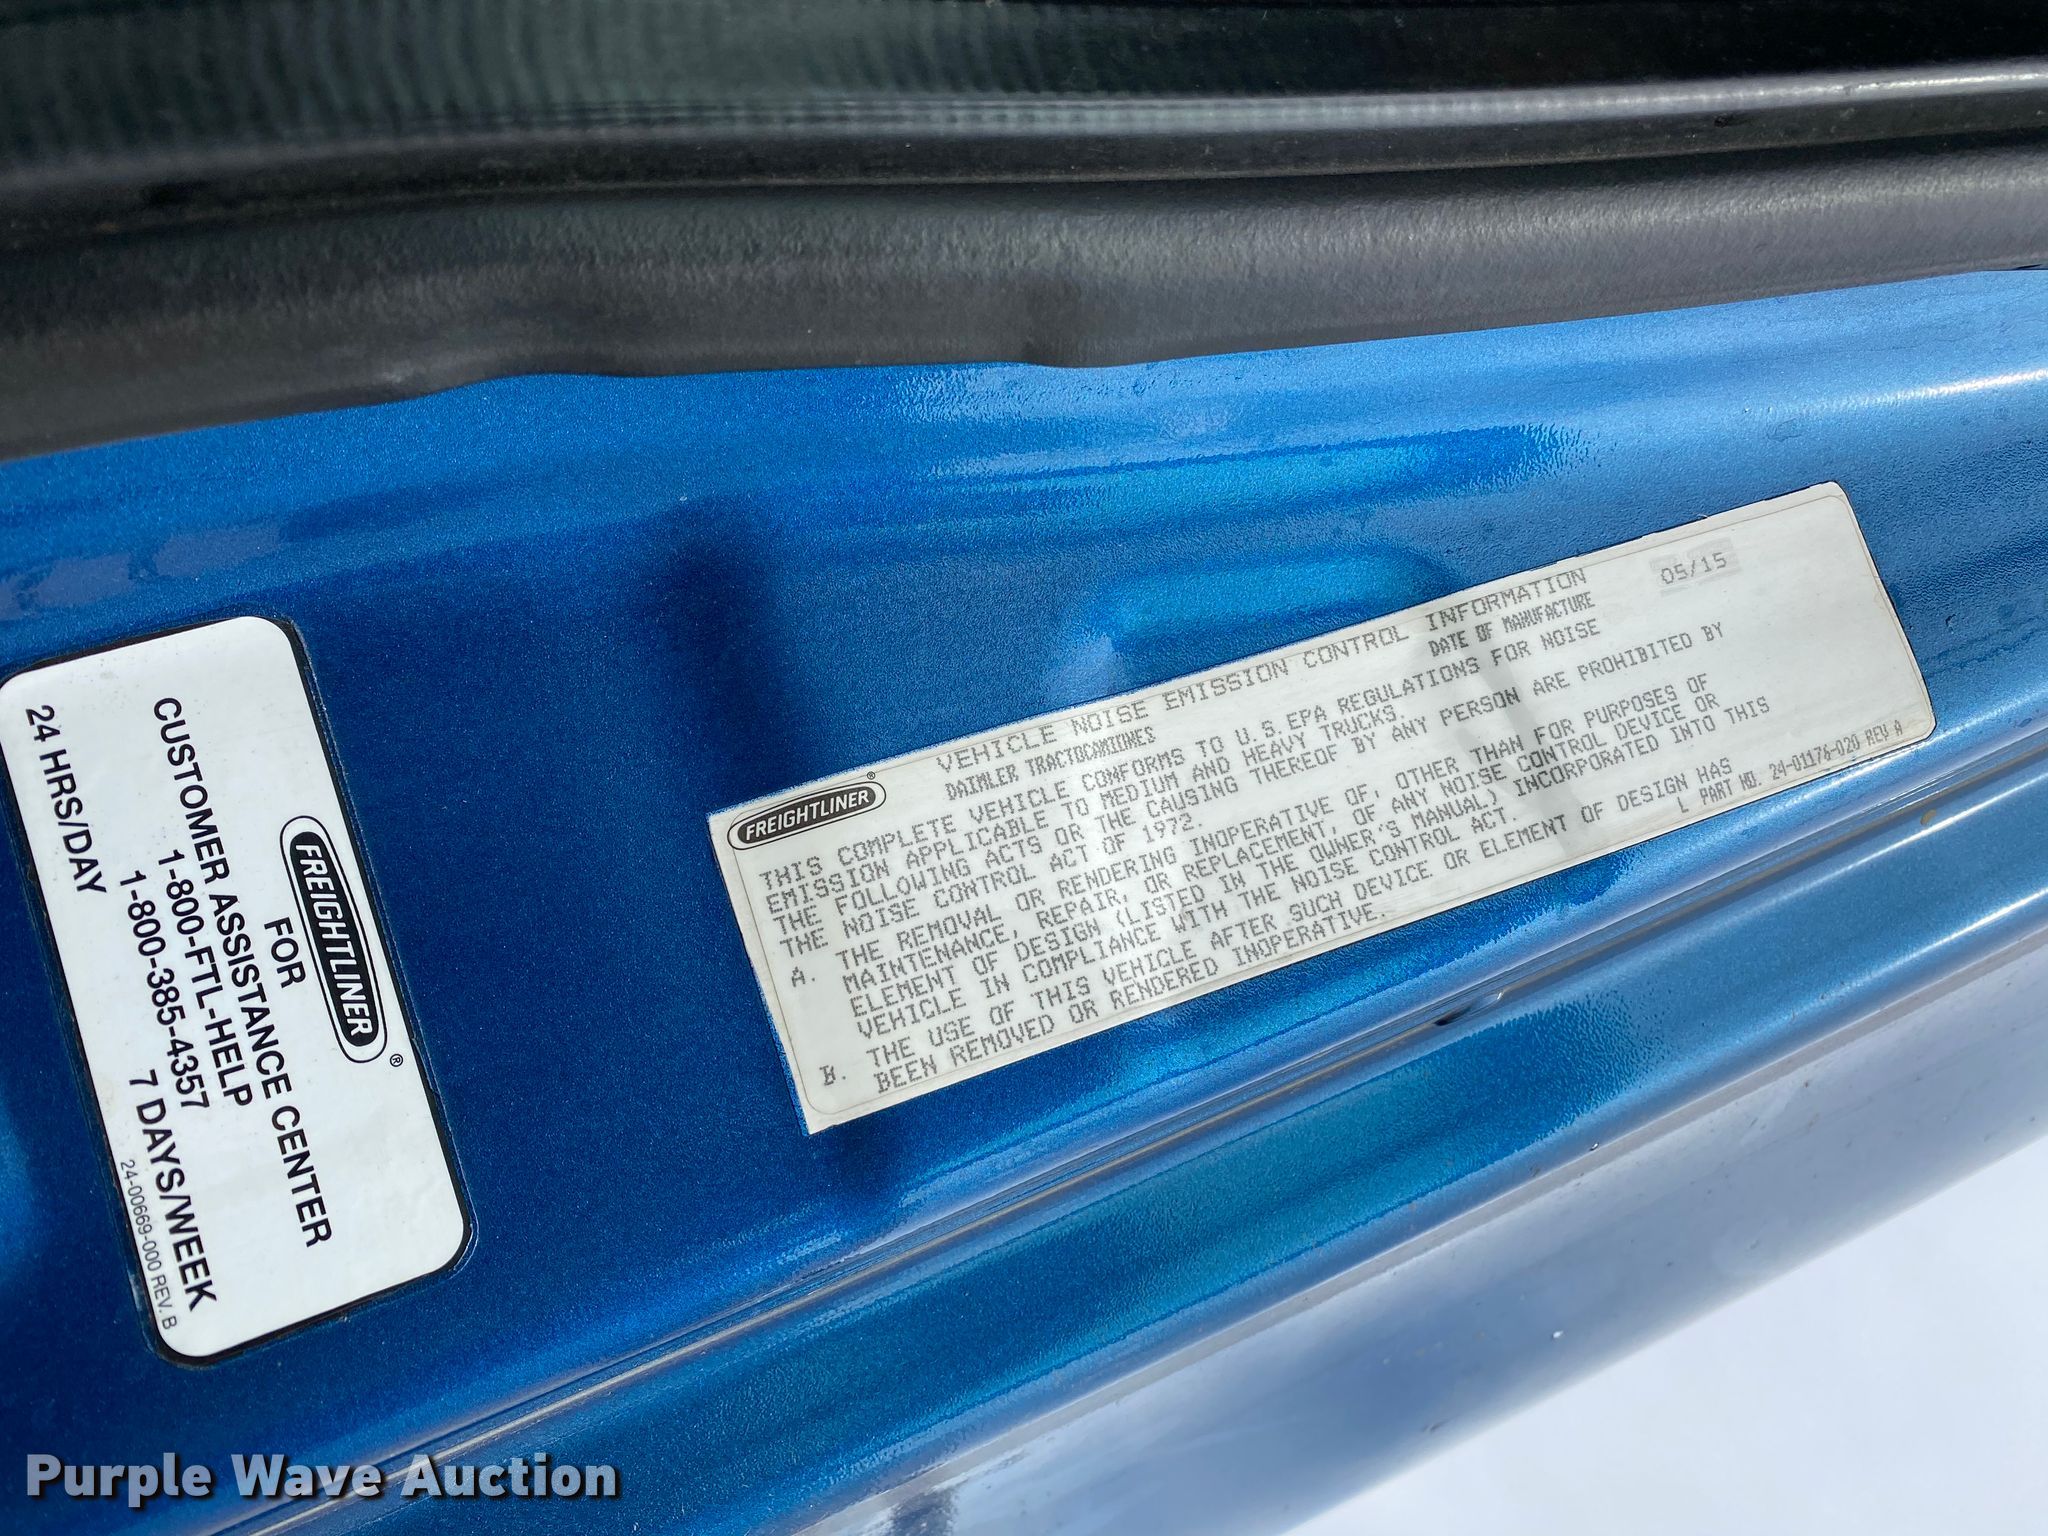 FREIGHTLINER®
FOR
CUSTOMER ASSISTANCE CENTER
1-800-FTL-HELP
1-800-385-4357
24 HRS/DAY 7 DAYS/WEEK
24-00669-000 REV. B
FREIGHTLINER®
VEHICLE NOISE EMISSION CONTROL INFORMATION
DAIMLER TRACTOCAMIONES DATE OF MANUFACTURE 05/15
THIS COMPLETE VEHICLE CONFORMS TO U.S.EPA REGULATIONS FOR NOISE
EMISSION APPLICABLE TO MEDIUM AND HEAVY TRUCKS.
THE FOLLOWING ACTS OR THE CAUSING THEREOF BY ANY PERSON ARE PROHIBITED BY
THE NOISE CONTROL ACT OF 1972.
A. THE REMOVAL OR RENDERING INOPERATIVE OF, OTHER THAN FOR PURPOSES OF
MAINTENANCE, REPAIR, OR REPLACEMENT, OF ANY NOISE CONTROL DEVICE OR
ELEMENT OF DESIGN (LISTED IN THE OWNER'S MANUAL) INCORPORATED INTO THIS
VEHICLE IN COMPLIANCE WITH THE NOISE CONTROL ACT.
B. THE USE OF THIS VEHICLE AFTER SUCH DEVICE OR ELEMENT OF DESIGN HAS
BEEN REMOVED OR RENDERED INOPERATIVE.
L PART NO. 24-01176-020 REV A
Purple Wave Auction